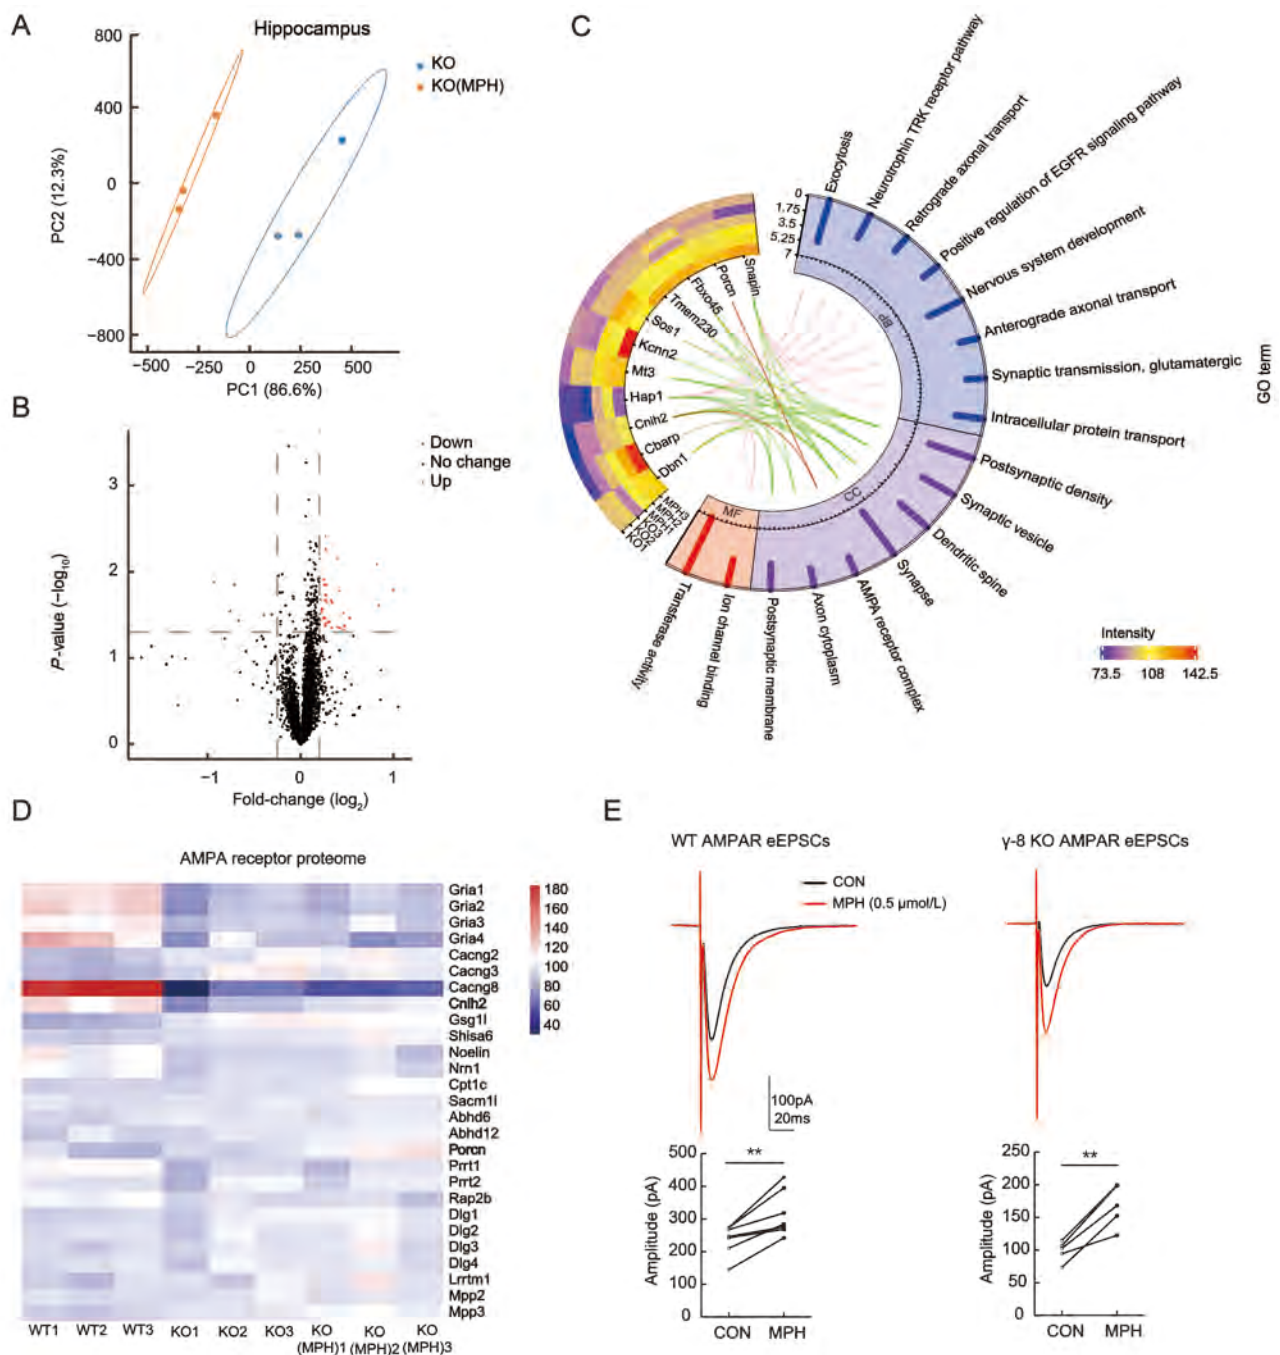 A
Hippocampus
800
400
0
−400
−800
−500
−250
0
250
500
PC2 (12.3%)
PC1 (86.6%)
KO
KO(MPH)
B
3
2
1
0
−1
0
1
P-value (−log10)
Fold-change (log2)
Down
No change
Up
C
Exocytosis
Neurotrophin TRK receptor pathway
Retrograde axonal transport
Positive regulation of EGFR signaling pathway
Nervous system development
Anterograde axonal transport
Synaptic transmission, glutamatergic
Intracellular protein transport
Postsynaptic density
Synaptic vesicle
Dendritic spine
Synapse
AMPA receptor complex
Axon cytoplasm
Postsynaptic membrane
Ion channel binding
Transferase activity
GO term
0
1.75
3.5
5.25
7
BP
CC
MF
Snapin
Porcn
Fbxo45
Tmem230
Sos1
Kcnn2
Mt3
Hap1
Cnih2
Cbarp
Dbn1
MPH3
MPH2
MPH1
KO3
KO2
KO1
Intensity
73.5
108
142.5
D
AMPA receptor proteome
Gria1
Gria2
Gria3
Gria4
Cacng2
Cacng3
Cacng8
Cnih2
Gsg1l
Shisa6
Noelin
Nrn1
Cpt1c
Sacm1l
Abhd6
Abhd12
Porcn
Prrt1
Prrt2
Rap2b
Dlg1
Dlg2
Dlg3
Dlg4
Lrrtm1
Mpp2
Mpp3
180
160
140
120
100
80
60
40
WT1
WT2
WT3
KO1
KO2
KO3
KO (MPH)1
KO (MPH)2
KO (MPH)3
E
WT AMPAR eEPSCs
γ-8 KO AMPAR eEPSCs
CON
MPH (0.5 μmol/L)
100pA
20ms
**
500
400
300
200
100
0
Amplitude (pA)
CON
MPH
**
250
200
150
100
50
0
Amplitude (pA)
CON
MPH